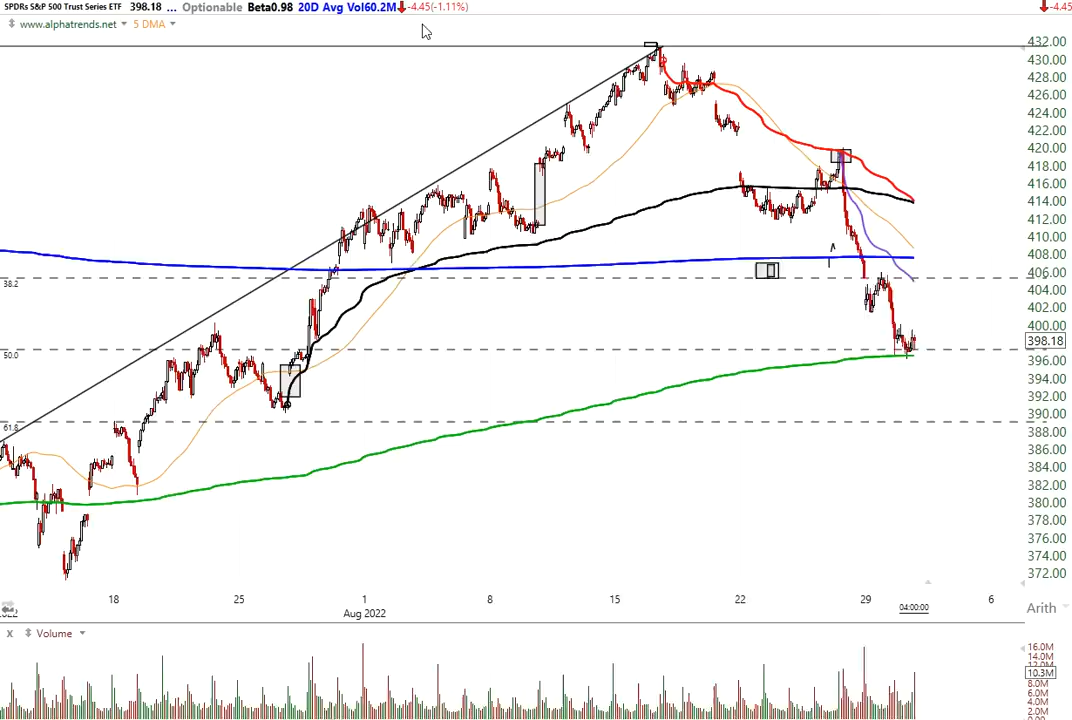 SPDRs S&P 500 Trust Series ETF 398.18 ... Optionable Beta0.98 20D Avg Vol60.2M -4.45(-1.11%) -4.45
www.alphatrends.net 5 DMA
432.00
430.00
428.00
426.00
424.00
422.00
420.00
418.00
416.00
414.00
412.00
410.00
408.00
406.00
38.2
404.00
402.00
400.00
398.18
50.0
396.00
394.00
392.00
390.00
61.8
388.00
386.00
384.00
382.00
380.00
378.00
376.00
374.00
372.00
18 25 1 8 15 22 29 6
Aug 2022
04:00:00
Arith
X Volume
16.0M
14.0M
10.3M
8.0M
6.0M
4.0M
2.0M